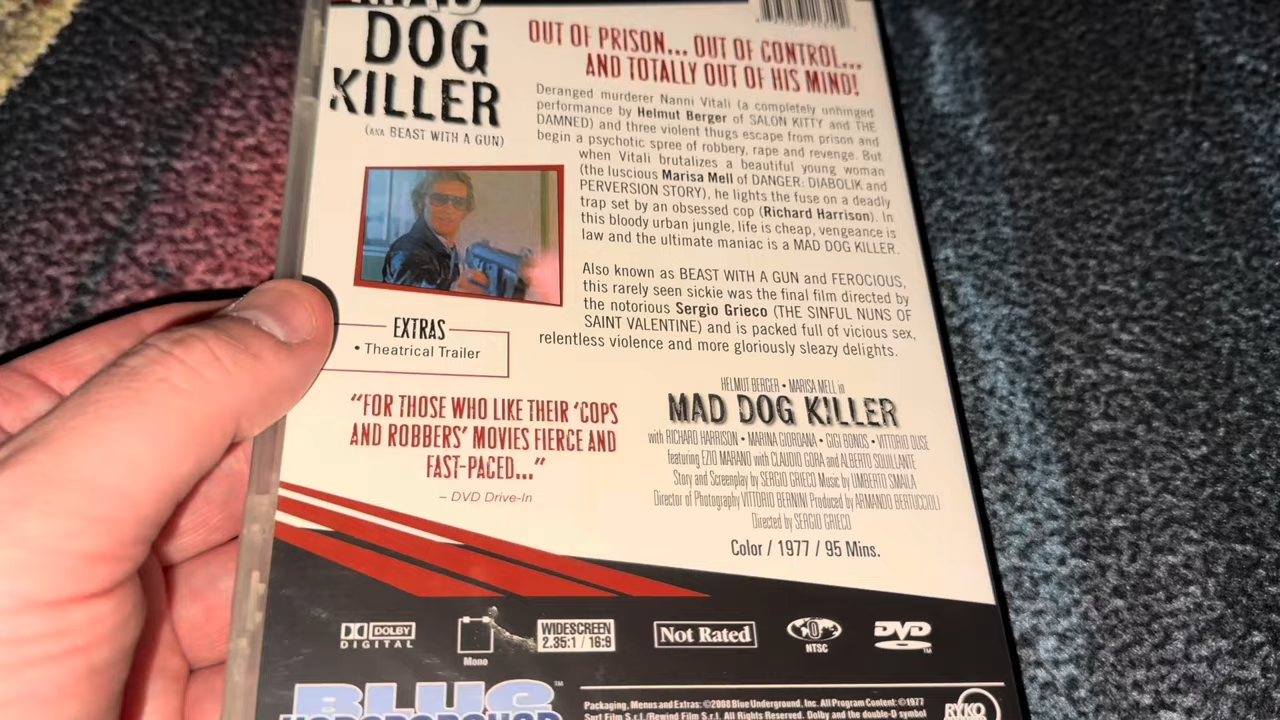 MAD
DOG
KILLER
(AKA BEAST WITH A GUN)
OUT OF PRISON... OUT OF CONTROL...
AND TOTALLY OUT OF HIS MIND!
Deranged murderer Nanni Vitali (a completely unhinged
performance by Helmut Berger of SALON KITTY and THE
DAMNED) and three violent thugs escape from prison and
begin a psychotic spree of robbery, rape and revenge. But
when Vitali brutalizes a beautiful young woman
(the luscious Marisa Mell of DANGER: DIABOLIK and
PERVERSION STORY), he lights the fuse on a deadly
trap set by an obsessed cop (Richard Harrison). In
this bloody urban jungle, life is cheap, vengeance is
law and the ultimate maniac is a MAD DOG KILLER.
Also known as BEAST WITH A GUN and FEROCIOUS,
this rarely seen sickie was the final film directed by
the notorious Sergio Grieco (THE SINFUL NUNS OF
SAINT VALENTINE) and is packed full of vicious sex,
relentless violence and more gloriously sleazy delights.
EXTRAS
• Theatrical Trailer
“FOR THOSE WHO LIKE THEIR ‘COPS
AND ROBBERS’ MOVIES FIERCE AND
FAST-PACED...”
– DVD Drive-In
HELMUT BERGER • MARISA MELL in
MAD DOG KILLER
with RICHARD HARRISON • MARINA GIORDANA • GIGI BONOS • VITTORIO DUSE
featuring EZIO MARANO with CLAUDIO GORA and ALBERTO SQUILLANTE
Story and Screenplay by SERGIO GRIECO Music by UMBERTO SMAILA
Director of Photography VITTORIO BERNINI Produced by ARMANDO BERTUCCIOLI
Directed by SERGIO GRIECO
Color / 1977 / 95 Mins.
DOLBY
DIGITAL
Mono
WIDESCREEN
2.35:1 / 16:9
Not Rated
0
NTSC
DVD
TM
BLUE TM
UNDERGROUND
Packaging, Menus and Extras: ©2008 Blue Underground, Inc. All Program Content: ©1977
Surf Film S.r.l./Rewind Film S.r.l. All Rights Reserved. Dolby and the double-D symbol
RYKO